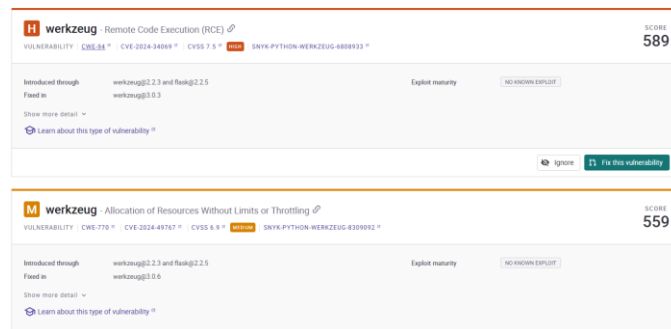 H werkzeug - Remote Code Execution (RCE)
SCORE
589
VULNERABILITY | CWE-94 | CVE-2024-34069 | CVSS 7.5 HIGH | SNYK-PYTHON-WERKZEUG-6808933
Introduced through werkzeug@2.2.3 and flask@2.2.5 Exploit maturity NO KNOWN EXPLOIT
Fixed in werkzeug@3.0.3
Show more detail
Learn about this type of vulnerability
Ignore Fix this vulnerability
M werkzeug - Allocation of Resources Without Limits or Throttling
SCORE
559
VULNERABILITY | CWE-770 | CVE-2024-49767 | CVSS 6.9 MEDIUM | SNYK-PYTHON-WERKZEUG-8309092
Introduced through werkzeug@2.2.3 and flask@2.2.5 Exploit maturity NO KNOWN EXPLOIT
Fixed in werkzeug@3.0.6
Show more detail
Learn about this type of vulnerability